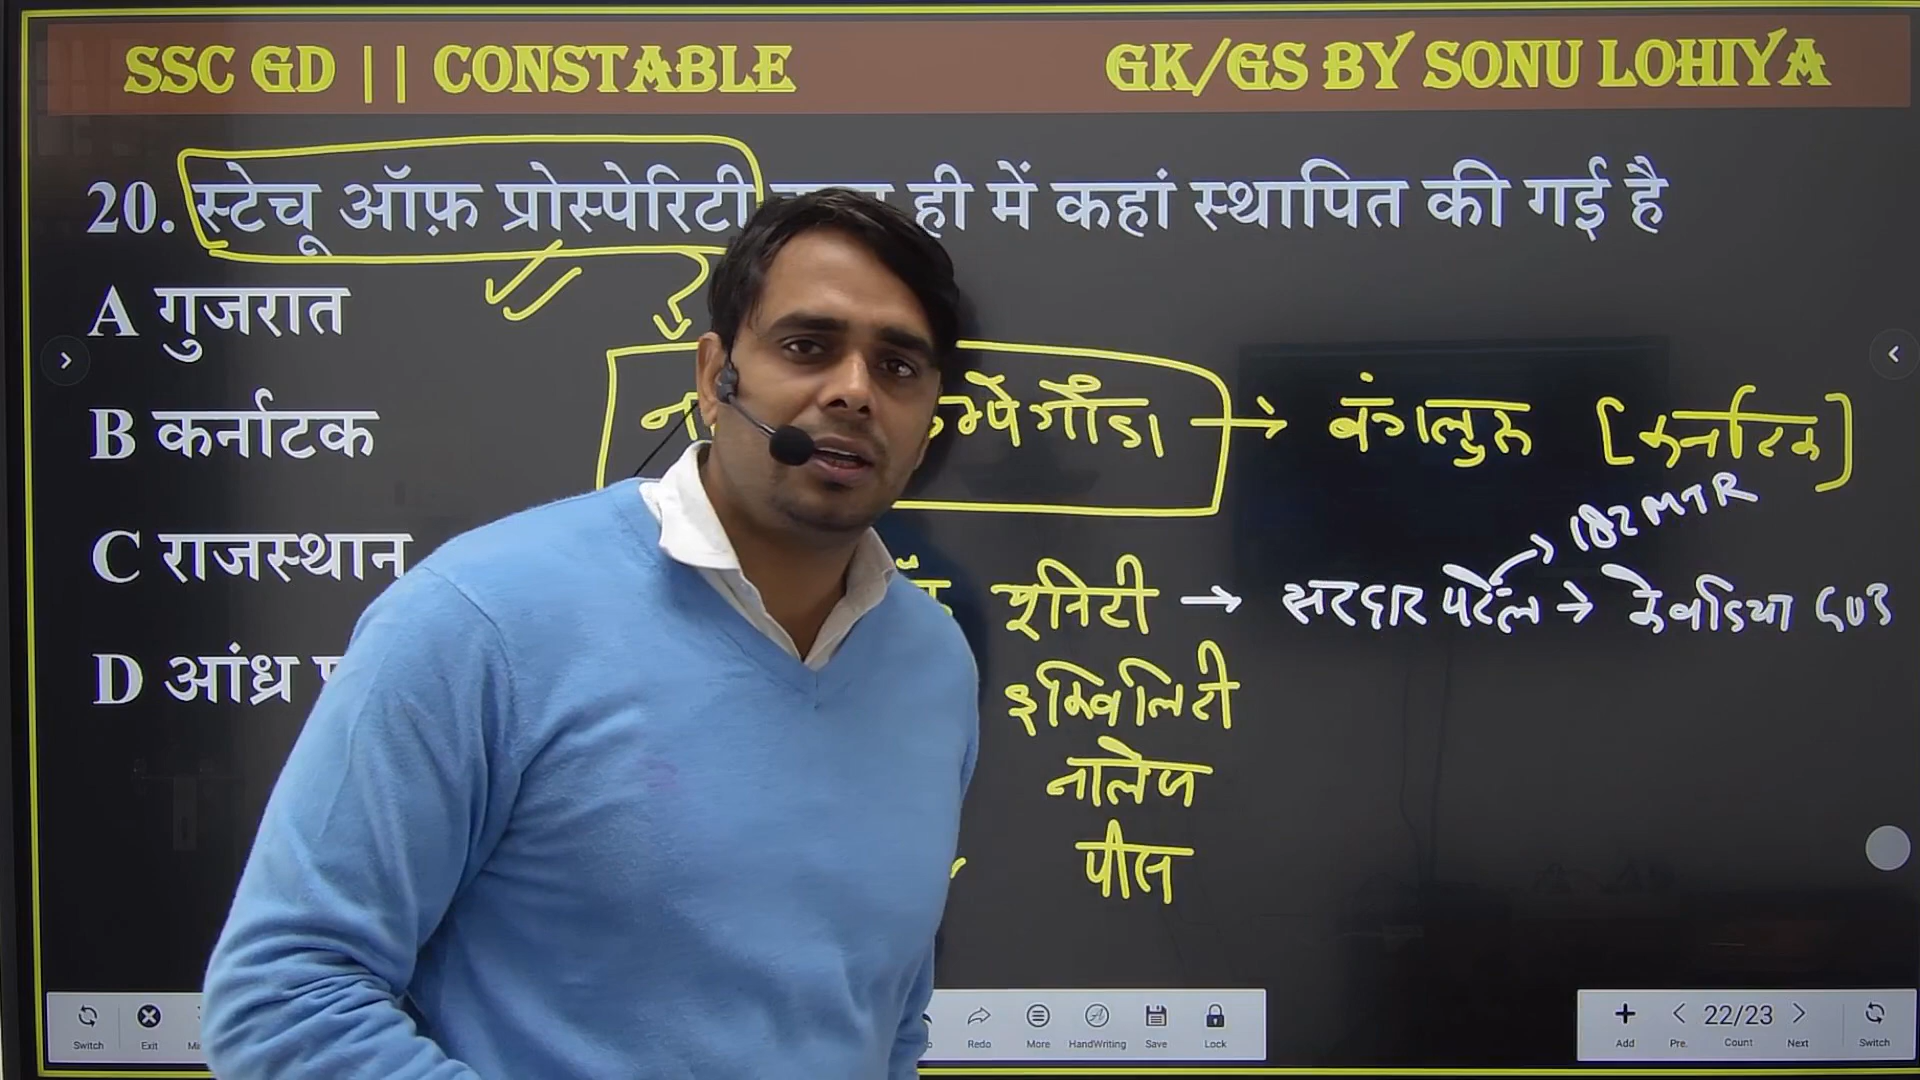 SSC GD || CONSTABLE GK/GS BY SONU LOHIYA
20. स्टेचू ऑफ़ प्रोस्पेरिटी ही में कहां स्थापित की गई है
A गुजरात
B कर्नाटक
C राजस्थान
D आंध्र
म्पेगौडा → बंगलुरु [कर्नाटक]
182 MTR
यूनिटी → सरदार पटेल → केवडिया GUJ
इक्विलिटी
नालेज
पीस
Switch Exit Redo More HandWriting Save Lock Add Pre. 22/23 Count Next Switch